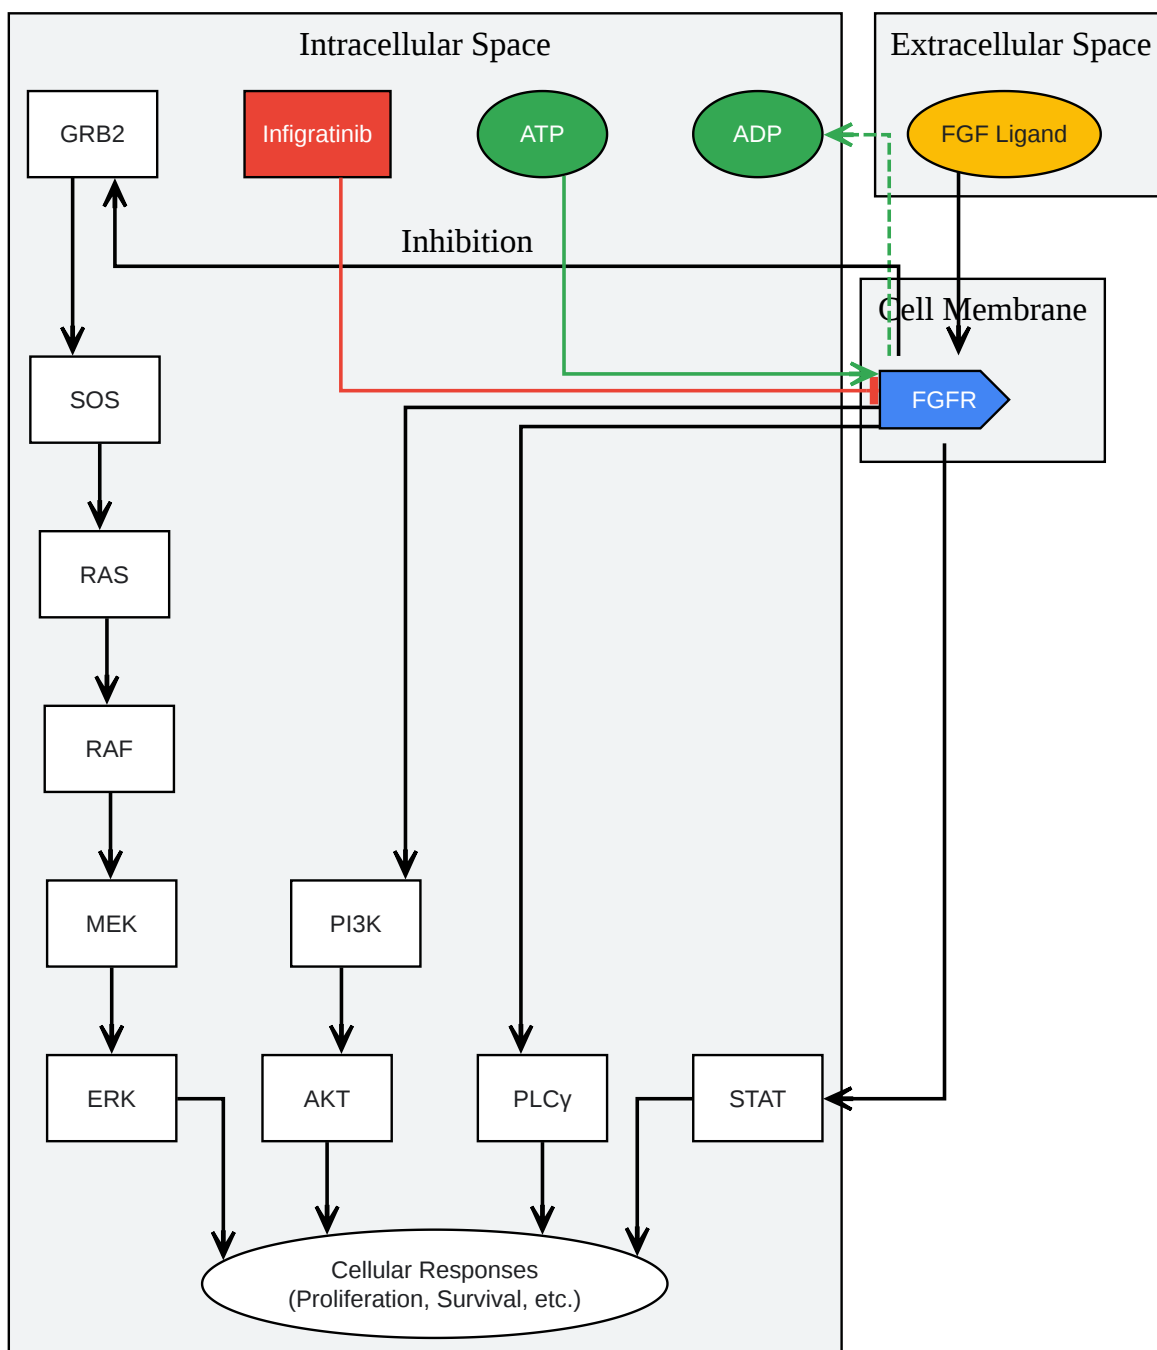 Intracellular Space
Extracellular Space
GRB2
Infigratinib
ATP
ADP
FGF Ligand
Inhibition
Cell Membrane
SOS
FGFR
RAS
RAF
MEK
PI3K
ERK
AKT
PLCγ
STAT
Cellular Responses
(Proliferation, Survival, etc.)